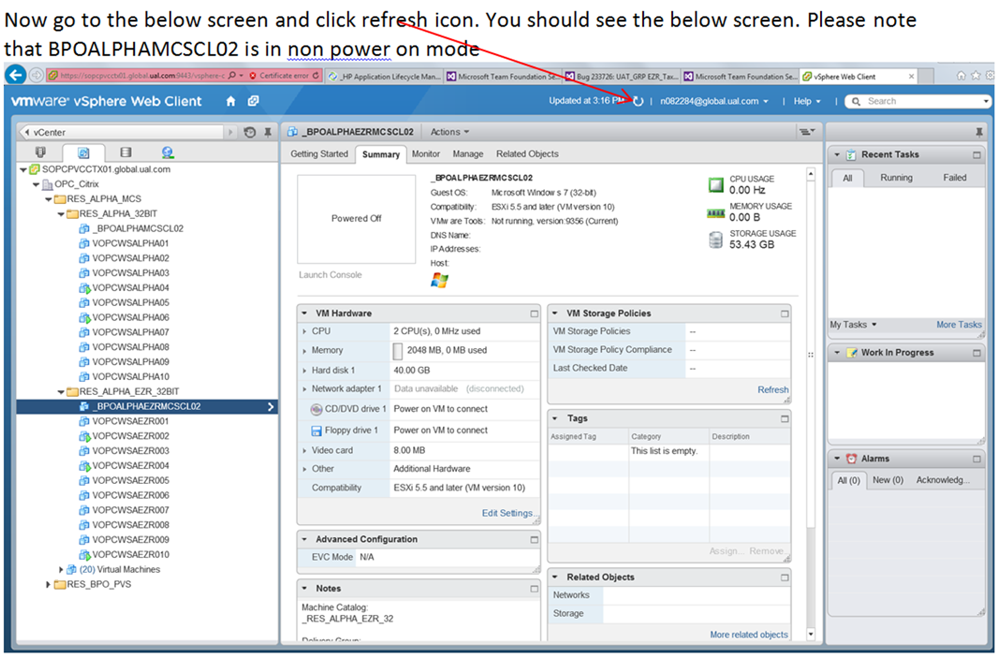 Now go to the below screen and click refresh icon. You should see the below screen. Please note
that BPOALPHAMCSCL02 is in non power on mode
https://sopcpvcctx01.global.ual.com:9443/vsphere-c
Certificate error
_HP Application Lifecycle Man...
Microsoft Team Foundation Se...
Bug 233726: UAT_GRP EZR_Tax...
Microsoft Team Foundation Se...
vSphere Web Client
vmware® vSphere Web Client
Updated at 3:16 PM
n082284@global.ual.com
Help
Search
vCenter
SOPCPVCCTX01.global.ual.com
OPC_Citrix
RES_ALPHA_MCS
RES_ALPHA_32BIT
_BPOALPHAMCSCL02
VOPCWSALPHA01
VOPCWSALPHA02
VOPCWSALPHA03
VOPCWSALPHA04
VOPCWSALPHA05
VOPCWSALPHA06
VOPCWSALPHA07
VOPCWSALPHA08
VOPCWSALPHA09
VOPCWSALPHA10
RES_ALPHA_EZR_32BIT
_BPOALPHAEZRMCSCL02
VOPCWSAEZR001
VOPCWSAEZR002
VOPCWSAEZR003
VOPCWSAEZR004
VOPCWSAEZR005
VOPCWSAEZR006
VOPCWSAEZR007
VOPCWSAEZR008
VOPCWSAEZR009
VOPCWSAEZR010
(20) Virtual Machines
RES_BPO_PVS
_BPOALPHAEZRMCSCL02
Actions
Getting Started
Summary
Monitor
Manage
Related Objects
Powered Off
Launch Console
_BPOALPHAEZRMCSCL02
Guest OS: Microsoft Windows 7 (32-bit)
Compatibility: ESXi 5.5 and later (VM version 10)
VMware Tools: Not running, version:9356 (Current)
DNS Name:
IP Addresses:
Host:
CPU USAGE
0.00 Hz
MEMORY USAGE
0.00 B
STORAGE USAGE
53.43 GB
VM Hardware
CPU 2 CPU(s), 0 MHz used
Memory 2048 MB, 0 MB used
Hard disk 1 40.00 GB
Network adapter 1 Data unavailable (disconnected)
CD/DVD drive 1 Power on VM to connect
Floppy drive 1 Power on VM to connect
Video card 8.00 MB
Other Additional Hardware
Compatibility ESXi 5.5 and later (VM version 10)
Edit Settings...
Advanced Configuration
EVC Mode N/A
Notes
Machine Catalog:
_RES_ALPHA_EZR_32
Delivery Group:
VM Storage Policies
VM Storage Policies --
VM Storage Policy Compliance --
Last Checked Date --
Refresh
Tags
Assigned Tag Category Description
This list is empty.
Assign... Remove...
Related Objects
Networks
Storage
More related objects
Recent Tasks
All Running Failed
My Tasks
More Tasks
Work In Progress
Alarms
All (0) New (0) Acknowledg...